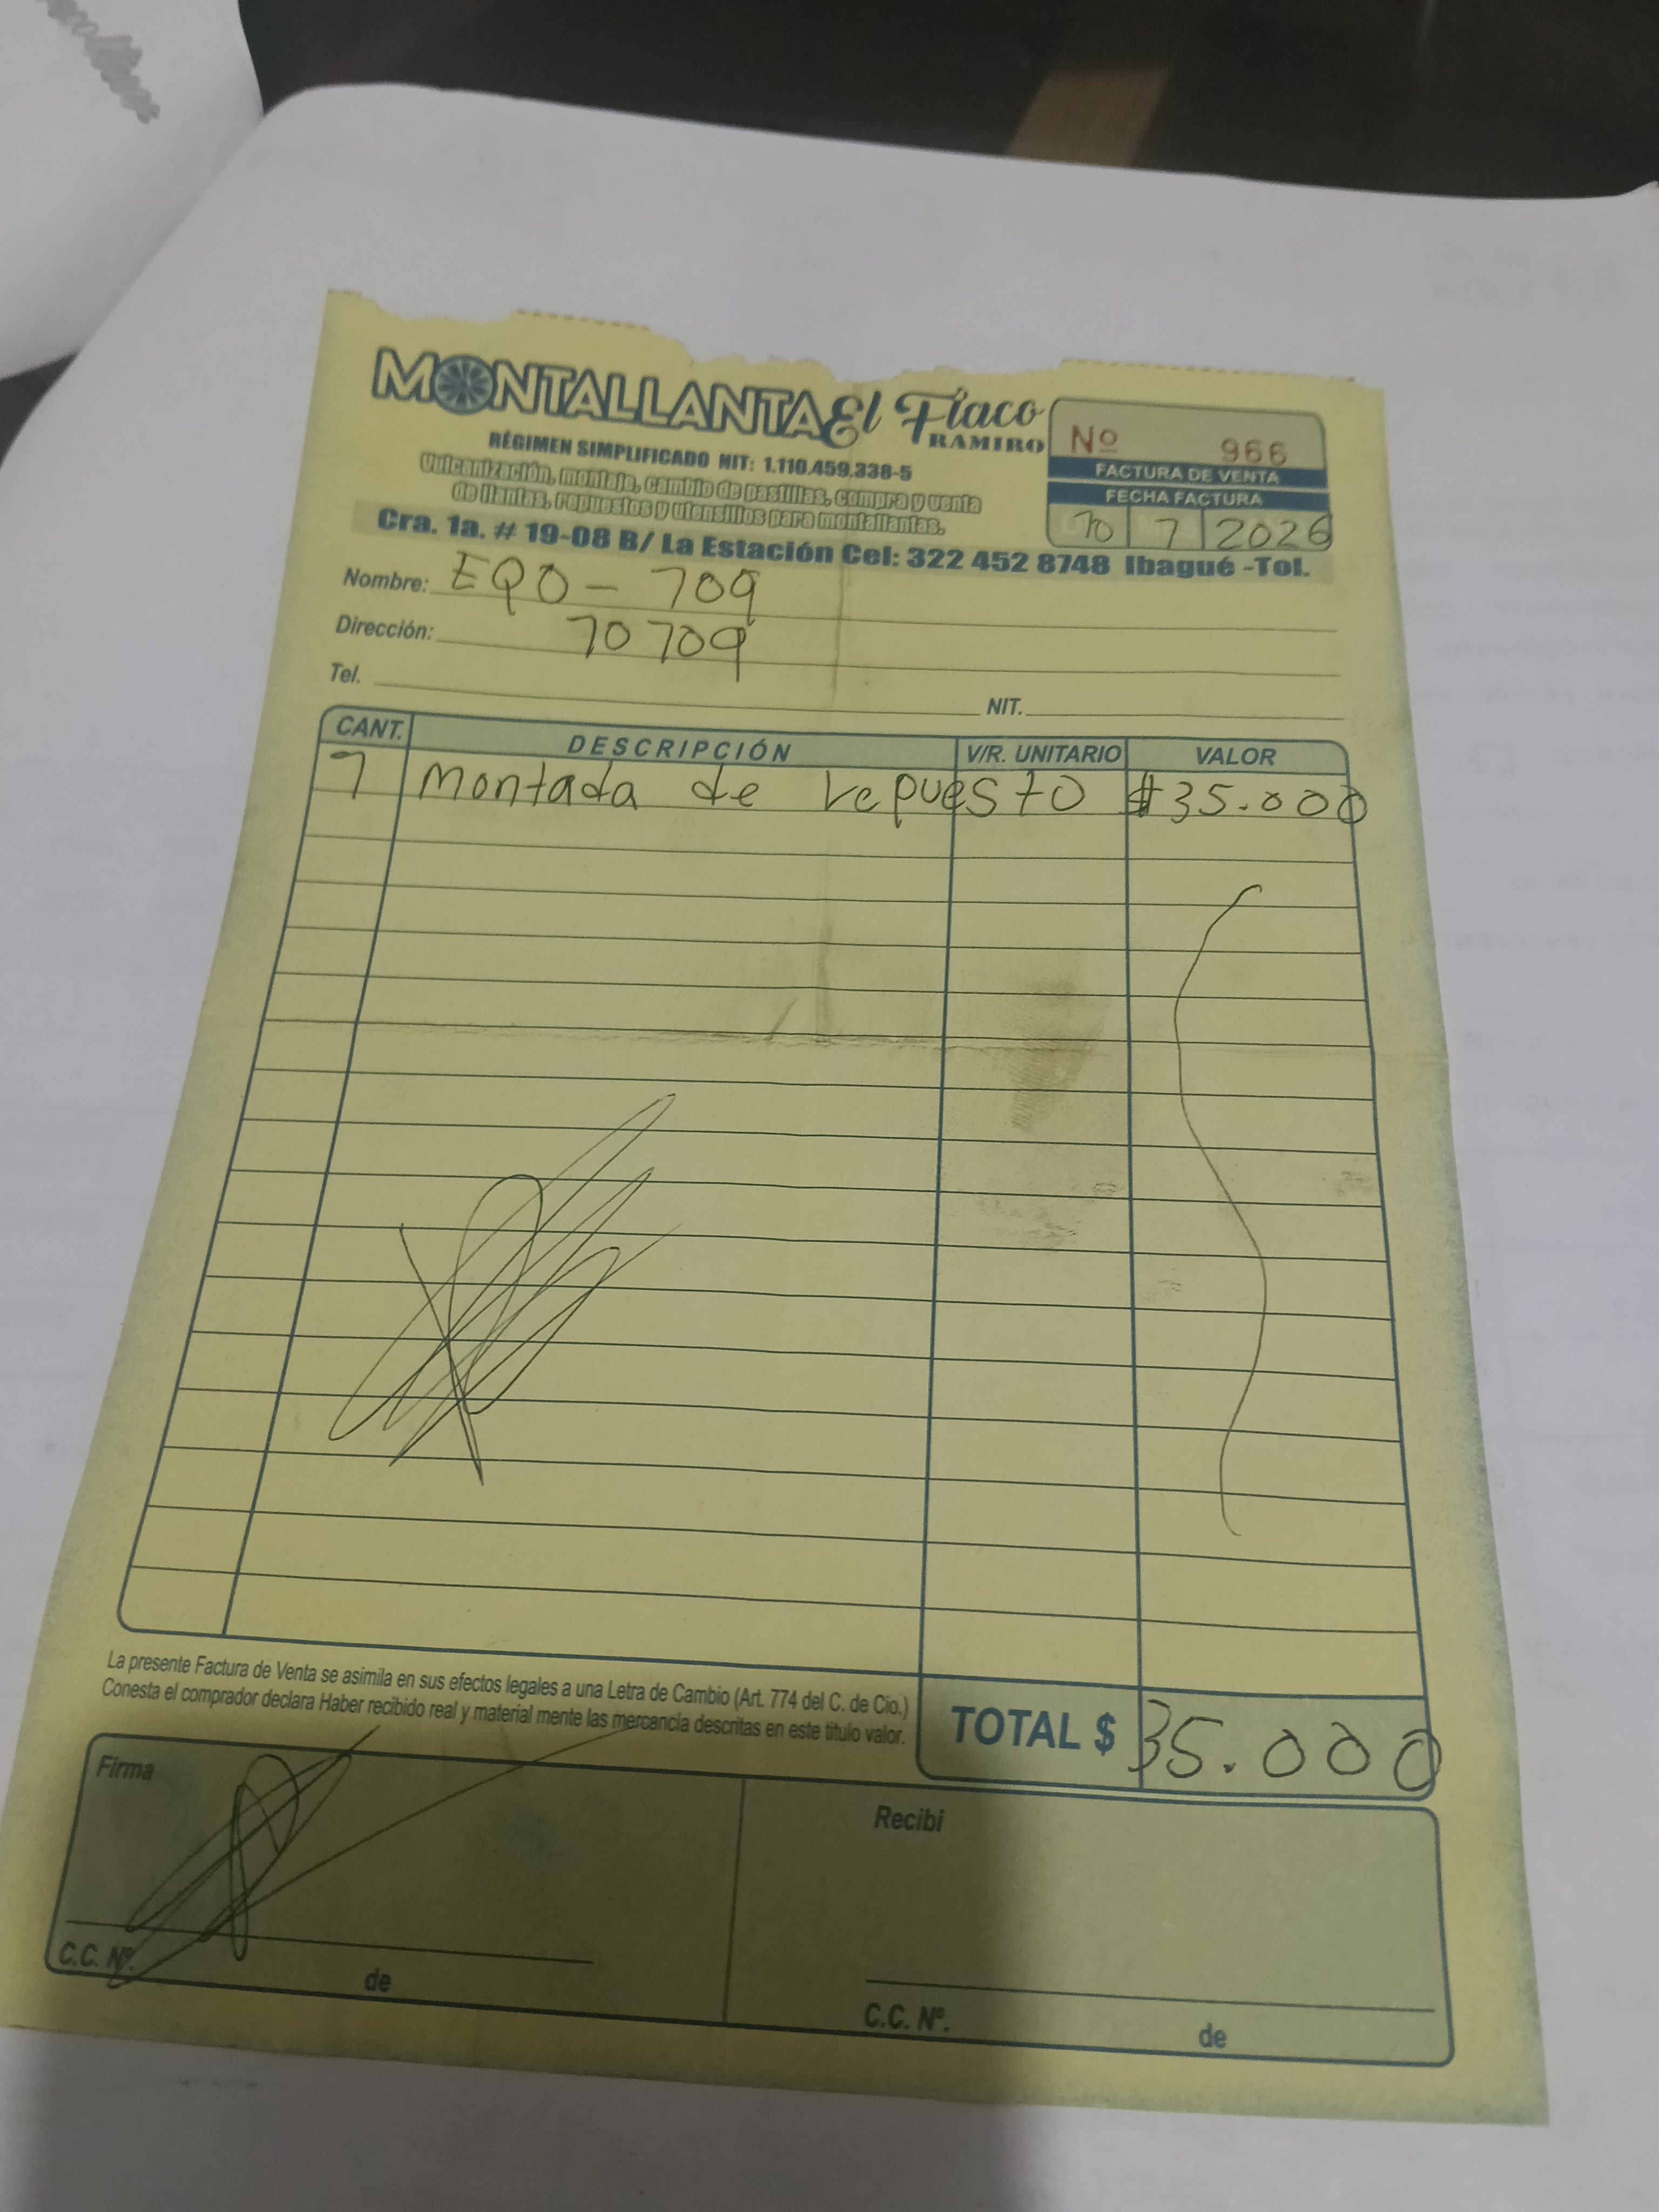 MONTALLANTA El Flaco
RAMIRO
RÉGIMEN SIMPLIFICADO NIT: 1.110.459.338-5
Vulcanización, montaje, cambio de pastillas, compra y venta
de llantas, repuestos y utensilios para montallantas.
Cra. 1a. # 19-08 B/ La Estación Cel: 322 452 8748 Ibagué -Tol.
Nº 966
FACTURA DE VENTA
FECHA FACTURA
10 7 2026
Nombre: EQO - 709
Dirección: 10709
Tel. NIT.
CANT. DESCRIPCIÓN V/R. UNITARIO VALOR
1 Montada de repuesto $35.000
La presente Factura de Venta se asimila en sus efectos legales a una Letra de Cambio (Art. 774 del C. de Cio.)
Conesta el comprador declara Haber recibido real y material mente las mercancía descritas en este titulo valor.
TOTAL $ 35.000
Firma
C.C. Nº. de
Recibi
C.C. Nº. de